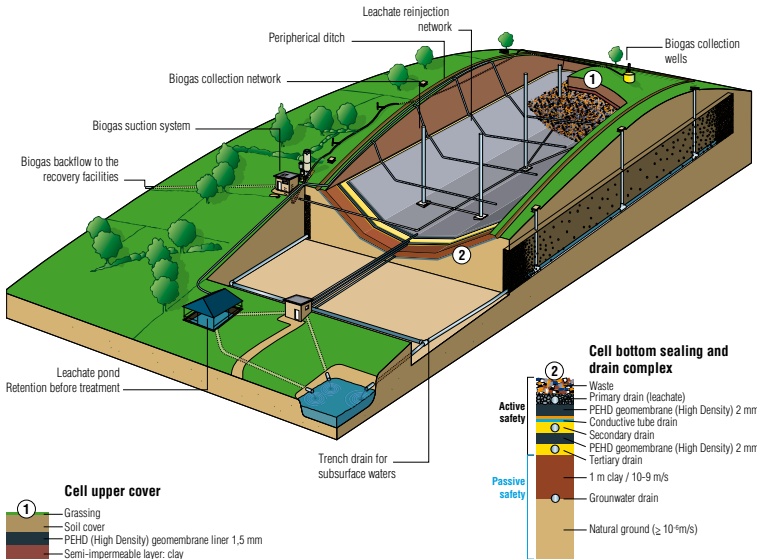 Leachate reinjection
network
Peripherical ditch
Biogas collection
wells
Biogas collection network
Biogas suction system
Biogas backflow to the
recovery facilities
1
2
Leachate pond
Retention before treatment
Trench drain for
subsurface waters
Cell upper cover
1
Grassing
Soil cover
PEHD (High Density) geomembrane liner 1,5 mm
Semi-impermeable layer: clay
Cell bottom sealing and
drain complex
2
Active
safety
Passive
safety
Waste
Primary drain (leachate)
PEHD geomembrane (High Density) 2 mm
Conductive tube drain
Secondary drain
PEHD geomembrane (High Density) 2 mm
Tertiary drain
1 m clay / 10-9 m/s
Grounwater drain
Natural ground (≥ 10-6m/s)